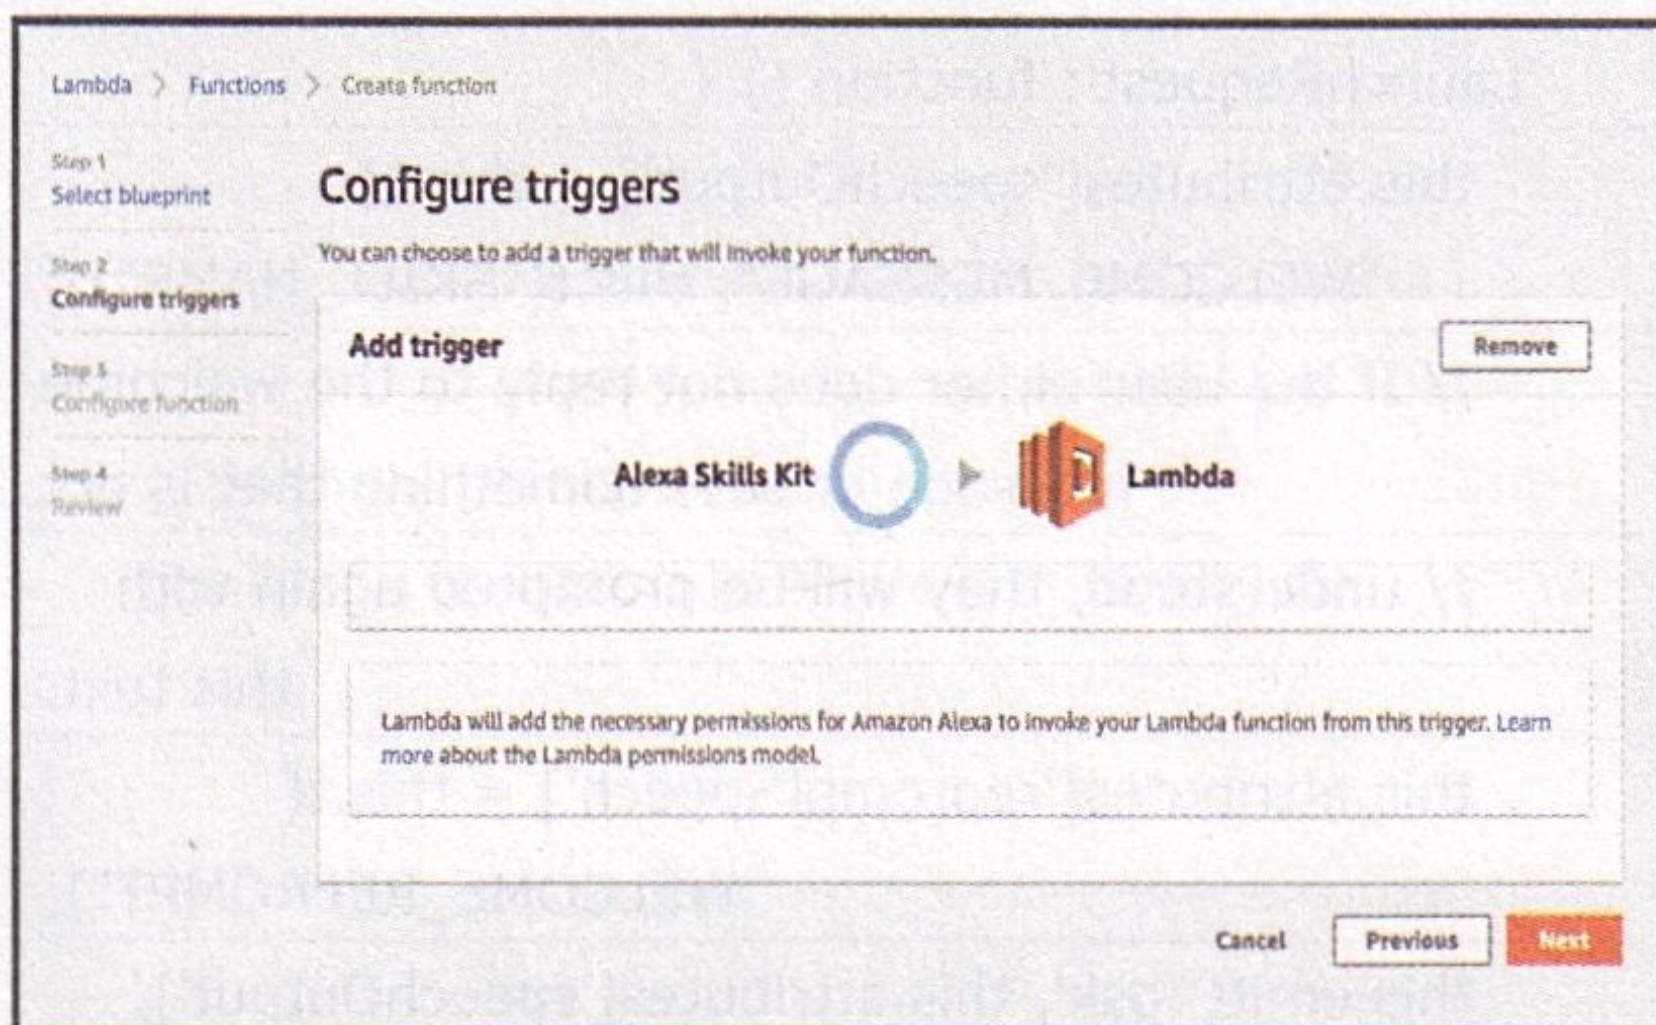 Lambda > Functions > Create function
Step 1
Select blueprint
Step 2
Configure triggers
Step 3
Configure function
Step 4
Review
Configure triggers
You can choose to add a trigger that will invoke your function.
Add trigger
Remove
Alexa Skills Kit
Lambda
Lambda will add the necessary permissions for Amazon Alexa to invoke your Lambda function from this trigger. Learn
more about the Lambda permissions model.
Cancel
Previous
Next